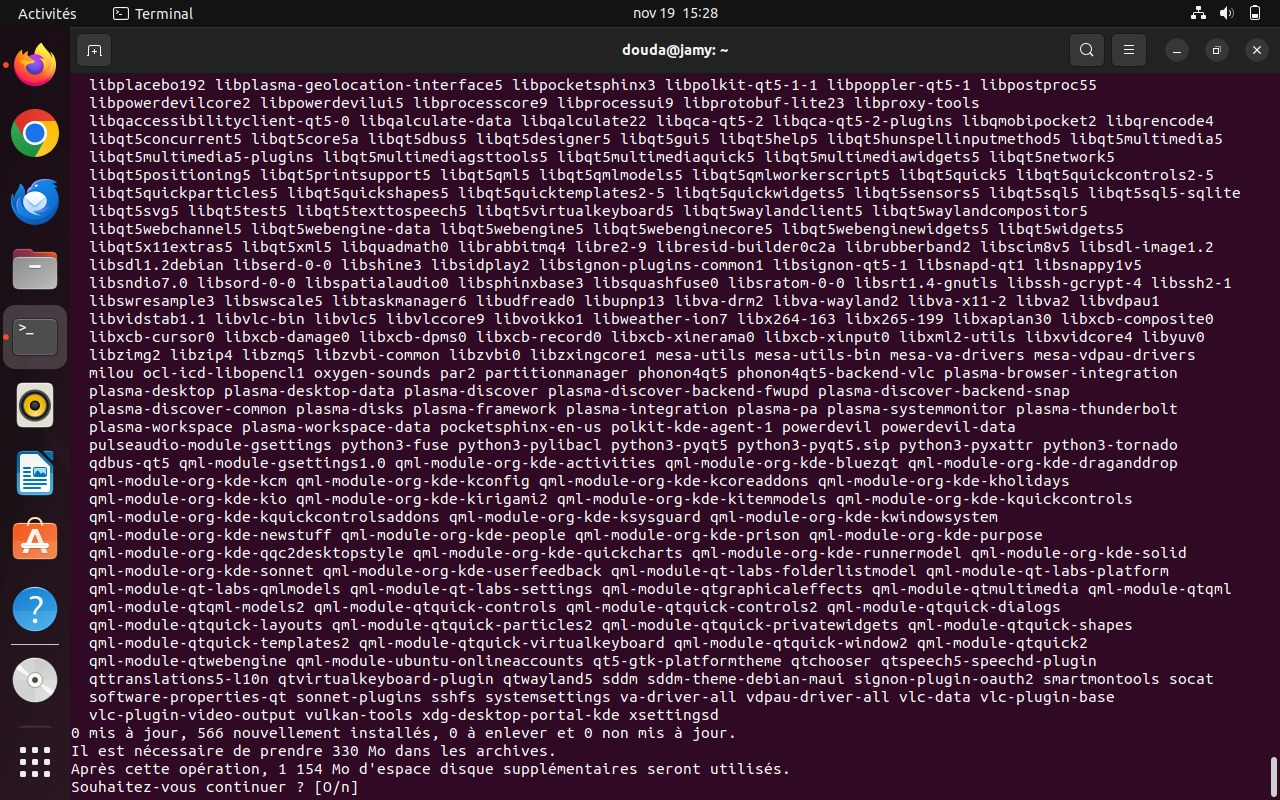 Activités
Terminal
nov 19 15:28
douda@jamy: ~
libplacebo192 libplasma-geolocation-interface5 libpocketsphinx3 libpolkit-qt5-1-1 libpoppler-qt5-1 libpostproc55
libpowerdevilcore2 libpowerdevilui5 libprocesscore9 libprocessui9 libprotobuf-lite23 libproxy-tools
libqaccessibilityclient-qt5-0 libqalculate-data libqalculate22 libqca-qt5-2 libqca-qt5-2-plugins libqmobipocket2 libqrencode4
libqt5concurrent5 libqt5core5a libqt5dbus5 libqt5designer5 libqt5gui5 libqt5help5 libqt5hunspellinputmethod5 libqt5multimedia5
libqt5multimedia5-plugins libqt5multimediagsttools5 libqt5multimediaquick5 libqt5multimediawidgets5 libqt5network5
libqt5positioning5 libqt5printsupport5 libqt5qml5 libqt5qmlmodels5 libqt5qmlworkerscript5 libqt5quick5 libqt5quickcontrols2-5
libqt5quickparticles5 libqt5quickshapes5 libqt5quicktemplates2-5 libqt5quickwidgets5 libqt5sensors5 libqt5sql5 libqt5sql5-sqlite
libqt5svg5 libqt5test5 libqt5texttospeech5 libqt5virtualkeyboard5 libqt5waylandclient5 libqt5waylandcompositor5
libqt5webchannel5 libqt5webengine-data libqt5webengine5 libqt5webenginecore5 libqt5webenginewidgets5 libqt5widgets5
libqt5x11extras5 libqt5xml5 libquadmath0 librabbitmq4 libre2-9 libresid-builder0c2a librubberband2 libscim8v5 libsdl-image1.2
libsdl1.2debian libserd-0-0 libshine3 libsidplay2 libsignon-plugins-common1 libsignon-qt5-1 libsnapd-qt1 libsnappy1v5
libsndio7.0 libsord-0-0 libspatialaudio0 libsphinxbase3 libsquashfuse0 libsratom-0-0 libsrt1.4-gnutls libssh-gcrypt-4 libssh2-1
libswresample3 libswscale5 libtaskmanager6 libudfread0 libupnp13 libva-drm2 libva-wayland2 libva-x11-2 libva2 libvdpau1
libvidstab1.1 libvlc-bin libvlc5 libvlccore9 libvoikko1 libweather-ion7 libx264-163 libx265-199 libxapian30 libxcb-composite0
libxcb-cursor0 libxcb-damage0 libxcb-dpms0 libxcb-record0 libxcb-xinerama0 libxcb-xinput0 libxml2-utils libxvidcore4 libyuv0
libzimg2 libzip4 libzmq5 libzvbi-common libzvbi0 libzxingcore1 mesa-utils mesa-utils-bin mesa-va-drivers mesa-vdpau-drivers
milou ocl-icd-libopencl1 oxygen-sounds par2 partitionmanager phonon4qt5 phonon4qt5-backend-vlc plasma-browser-integration
plasma-desktop plasma-desktop-data plasma-discover plasma-discover-backend-fwupd plasma-discover-backend-snap
plasma-discover-common plasma-disks plasma-framework plasma-integration plasma-pa plasma-systemmonitor plasma-thunderbolt
plasma-workspace plasma-workspace-data pocketsphinx-en-us polkit-kde-agent-1 powerdevil powerdevil-data
pulseaudio-module-gsettings python3-fuse python3-pylibacl python3-pyqt5 python3-pyqt5.sip python3-pyxattr python3-tornado
qdbus-qt5 qml-module-gsettings1.0 qml-module-org-kde-activities qml-module-org-kde-bluezqt qml-module-org-kde-draganddrop
qml-module-org-kde-kcm qml-module-org-kde-kconfig qml-module-org-kde-kcoreaddons qml-module-org-kde-kholidays
qml-module-org-kde-kio qml-module-org-kde-kirigami2 qml-module-org-kde-kitemmodels qml-module-org-kde-kquickcontrols
qml-module-org-kde-kquickcontrolsaddons qml-module-org-kde-ksysguard qml-module-org-kde-kwindowsystem
qml-module-org-kde-newstuff qml-module-org-kde-people qml-module-org-kde-prison qml-module-org-kde-purpose
qml-module-org-kde-qqc2desktopstyle qml-module-org-kde-quickcharts qml-module-org-kde-runnermodel qml-module-org-kde-solid
qml-module-org-kde-sonnet qml-module-org-kde-userfeedback qml-module-qt-labs-folderlistmodel qml-module-qt-labs-platform
qml-module-qt-labs-qmlmodels qml-module-qt-labs-settings qml-module-qtgraphicaleffects qml-module-qtmultimedia qml-module-qtqml
qml-module-qtqml-models2 qml-module-qtquick-controls qml-module-qtquick-controls2 qml-module-qtquick-dialogs
qml-module-qtquick-layouts qml-module-qtquick-particles2 qml-module-qtquick-privatewidgets qml-module-qtquick-shapes
qml-module-qtquick-templates2 qml-module-qtquick-virtualkeyboard qml-module-qtquick-window2 qml-module-qtquick2
qml-module-qtwebengine qml-module-ubuntu-onlineaccounts qt5-gtk-platformtheme qtchooser qtspeech5-speechd-plugin
qttranslations5-l10n qtvirtualkeyboard-plugin qtwayland5 sddm sddm-theme-debian-maui signon-plugin-oauth2 smartmontools socat
software-properties-qt sonnet-plugins sshfs systemsettings va-driver-all vdpau-driver-all vlc-data vlc-plugin-base
vlc-plugin-video-output vulkan-tools xdg-desktop-portal-kde xsettingsd
0 mis à jour, 566 nouvellement installés, 0 à enlever et 0 non mis à jour.
Il est nécessaire de prendre 330 Mo dans les archives.
Après cette opération, 1 154 Mo d'espace disque supplémentaires seront utilisés.
Souhaitez-vous continuer ? [O/n]